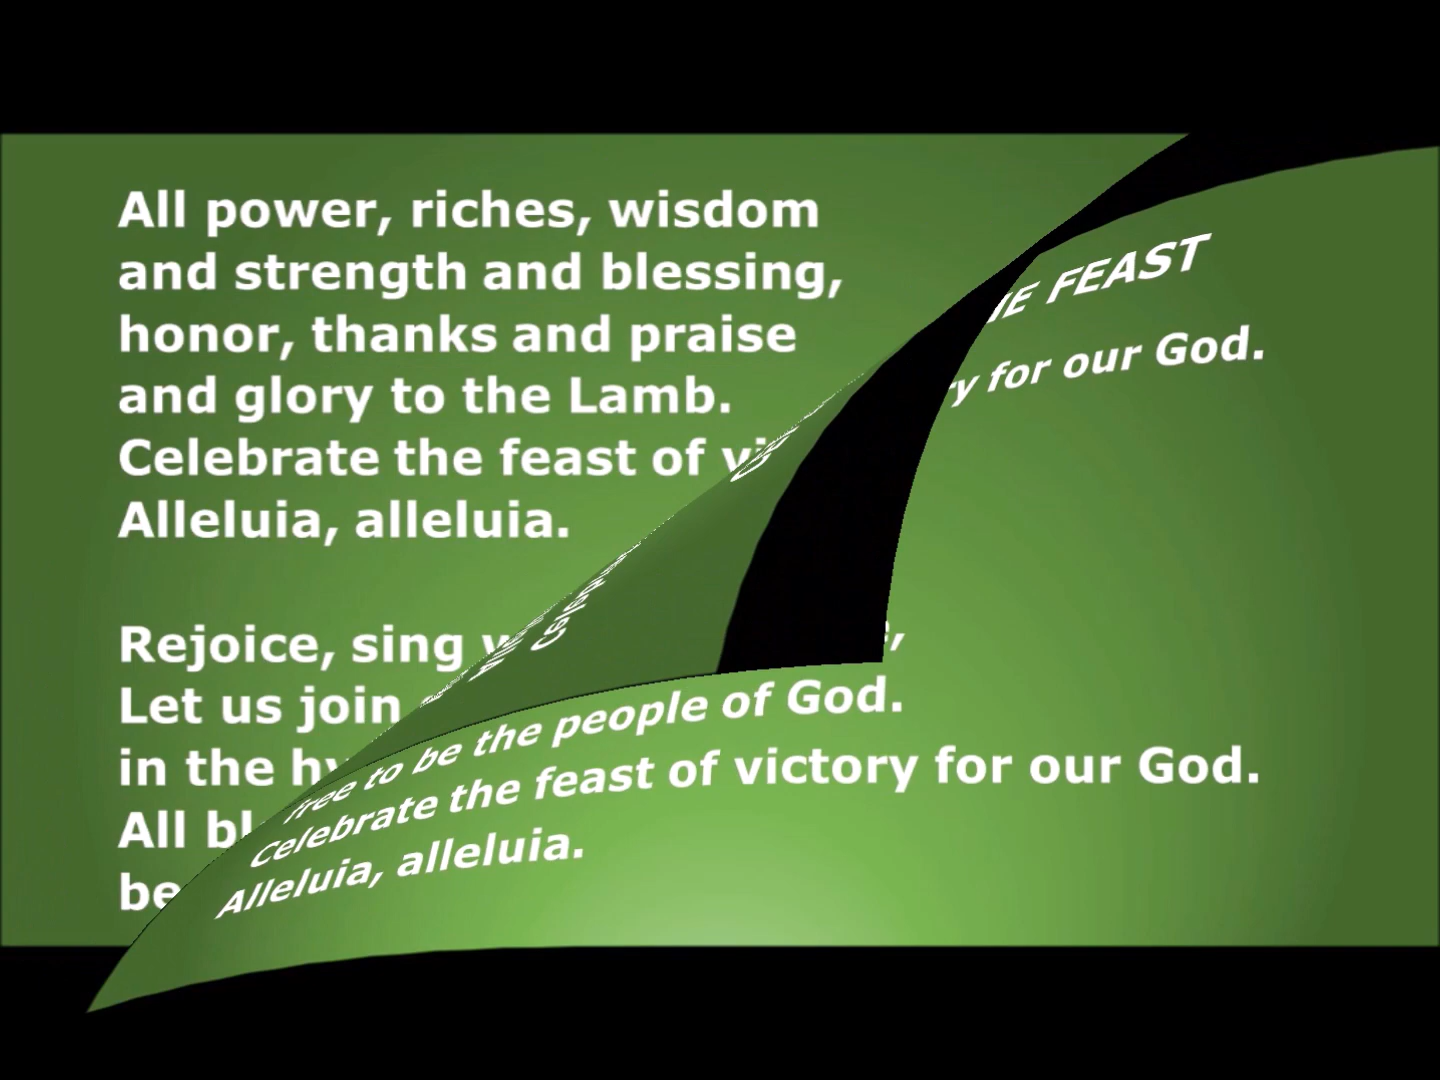 All power, riches, wisdom
and strength and blessing,
honor, thanks and praise
and glory to the Lamb.
Celebrate the feast of
Alleluia, alleluia.
Rejoice, sing
Let us join
in the
All
be
FEAST
for our God.
free to be the people of God.
Celebrate the feast of victory for our God.
Alleluia, alleluia.